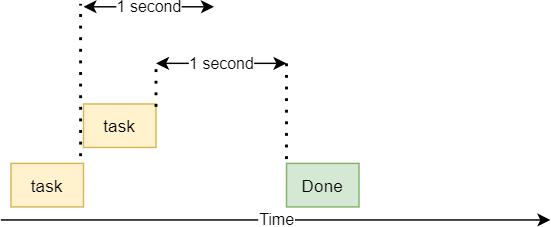 1 second
1 second
task
task
Done
Time